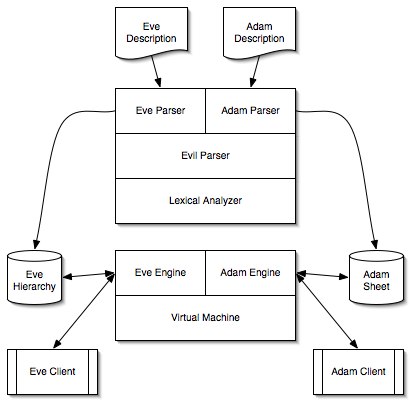 Eve
Description
Adam
Description
Eve Parser
Adam Parser
Evil Parser
Lexical Analyzer
Eve
Hierarchy
Eve Engine
Adam Engine
Adam
Sheet
Virtual Machine
Eve Client
Adam Client